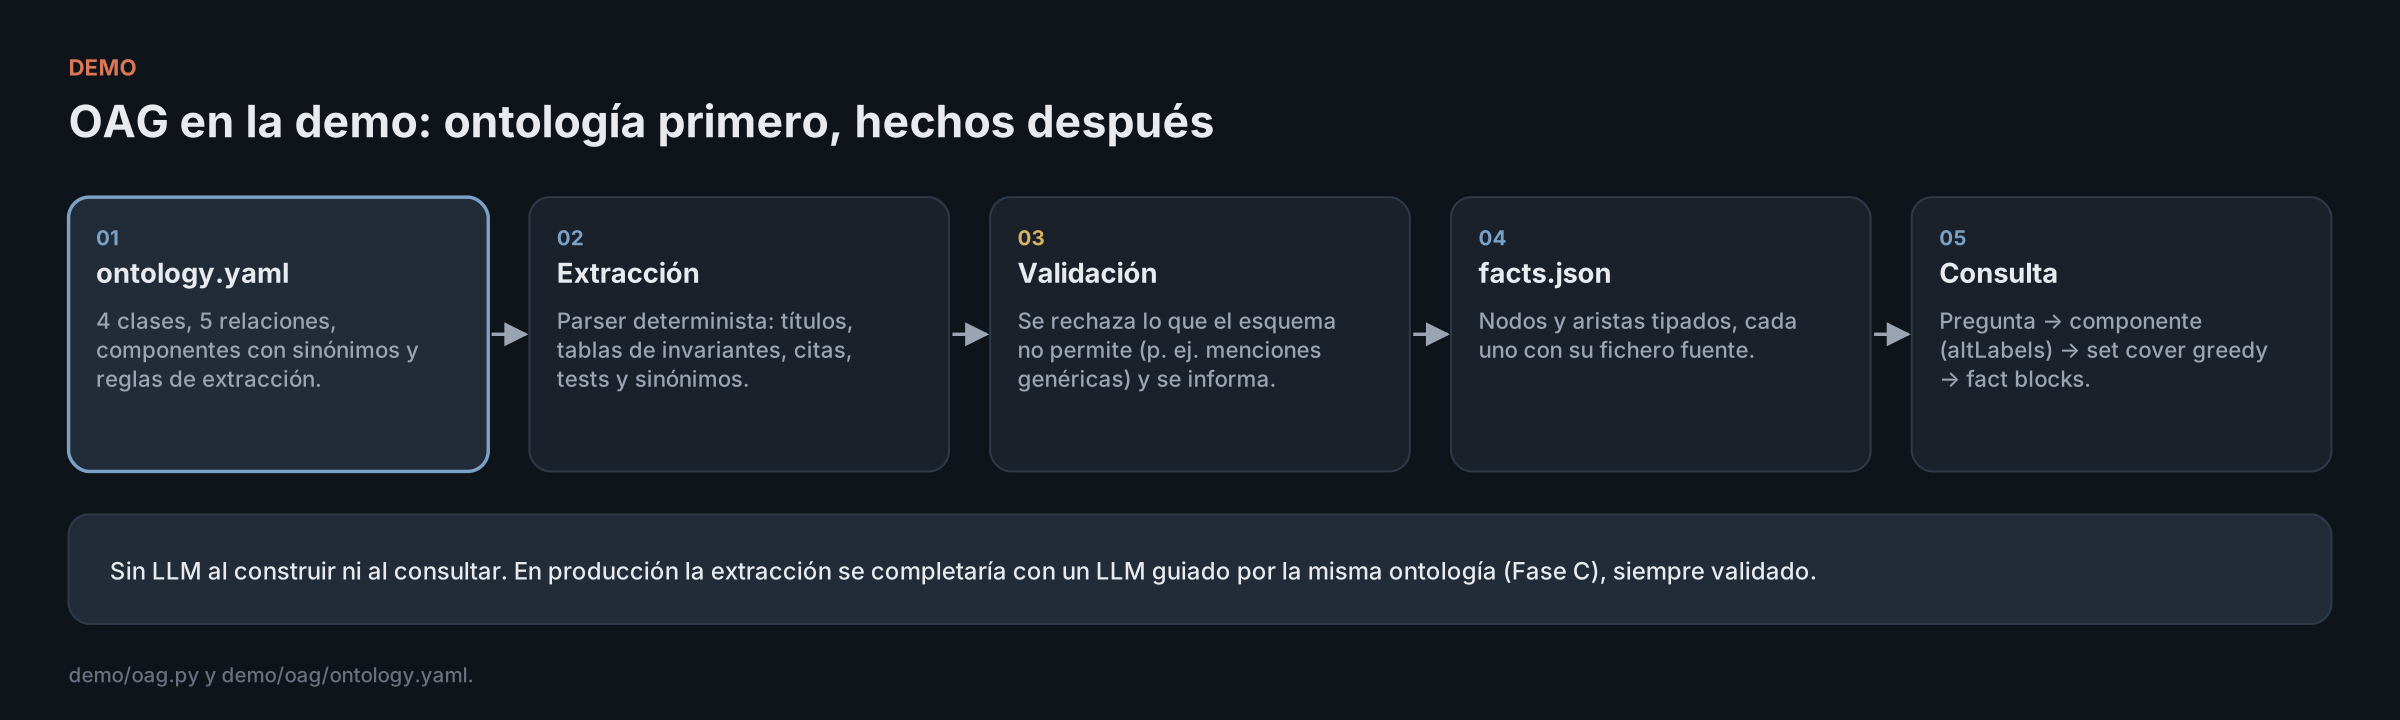 DEMO
OAG en la demo: ontología primero, hechos después
01
ontology.yaml
4 clases, 5 relaciones,
componentes con sinónimos y
reglas de extracción.
02
Extracción
Parser determinista: títulos,
tablas de invariantes, citas,
tests y sinónimos.
03
Validación
Se rechaza lo que el esquema
no permite (p. ej. menciones
genéricas) y se informa.
04
facts.json
Nodos y aristas tipados, cada
uno con su fichero fuente.
05
Consulta
Pregunta → componente
(altLabels) → set cover greedy
→ fact blocks.
Sin LLM al construir ni al consultar. En producción la extracción se completaría con un LLM guiado por la misma ontología (Fase C), siempre validado.
demo/oag.py y demo/oag/ontology.yaml.